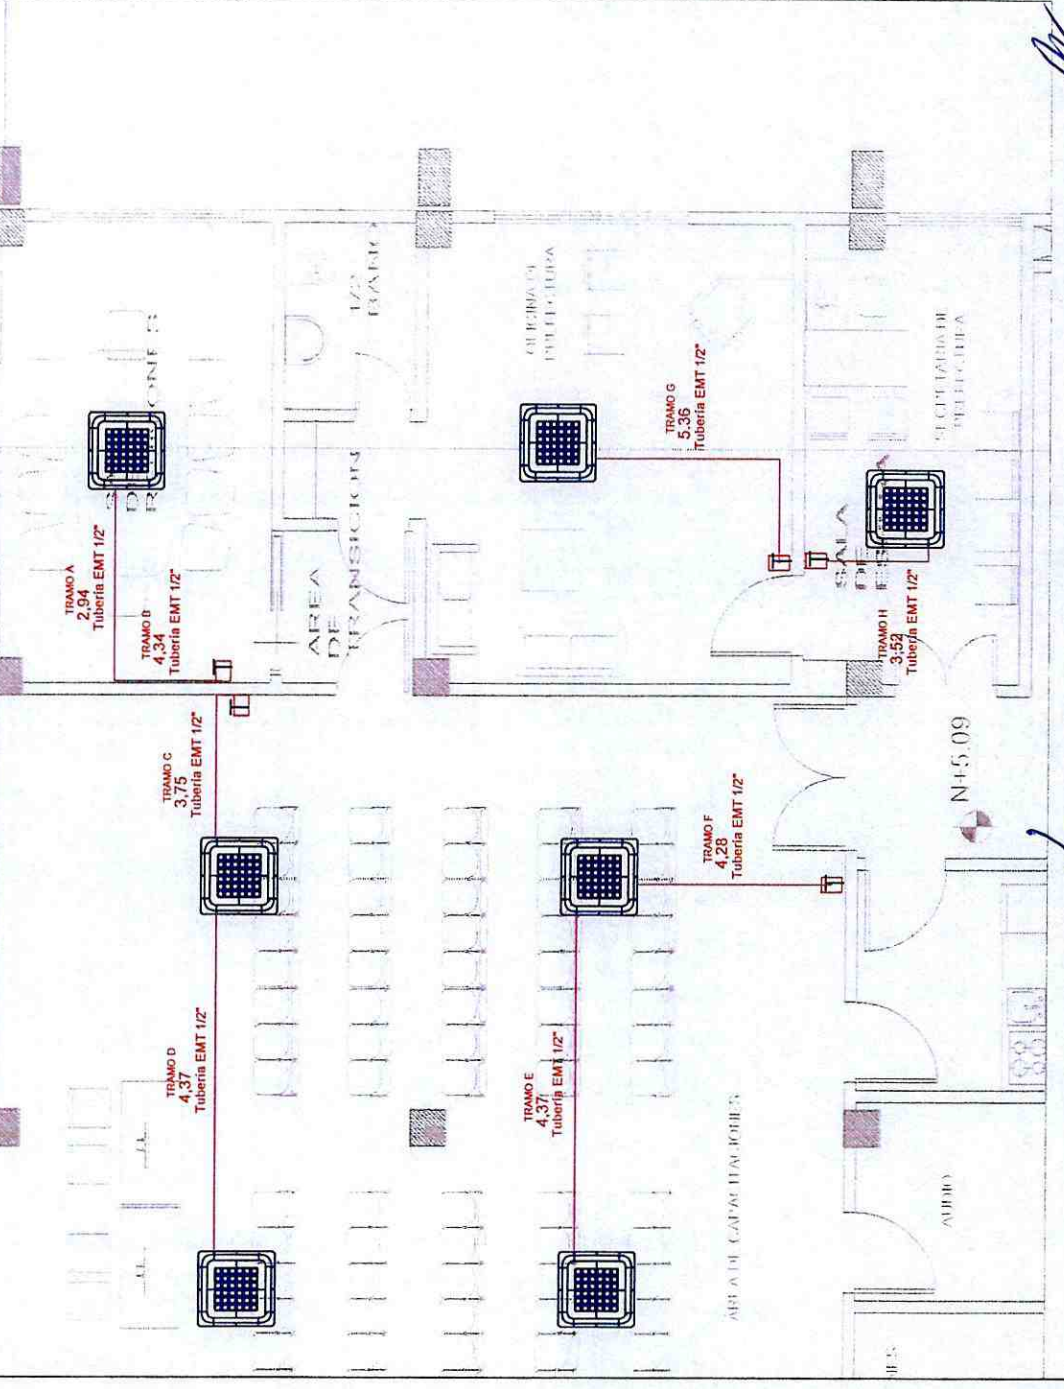 TRAMO A
2,94
Tubería EMT 1/2"
TRAMO B
4,34
Tubería EMT 1/2"
TRAMO C
3,75
Tubería EMT 1/2"
TRAMO D
4,37
Tubería EMT 1/2"
TRAMO E
4,37
Tubería EMT 1/2"
TRAMO F
4,28
Tubería EMT 1/2"
TRAMO G
5.36
Tubería EMT 1/2"
TRAMO H
3,52
Tubería EMT 1/2"
1/2
BAÑO
AREA
DE
TRANSICION
OFICINA DE
PREFECTURA
SALA
DE
SECRETARIA DE
PREFECTURA
N+5.09
AREA DE CAPACITACIONES
AUDIO